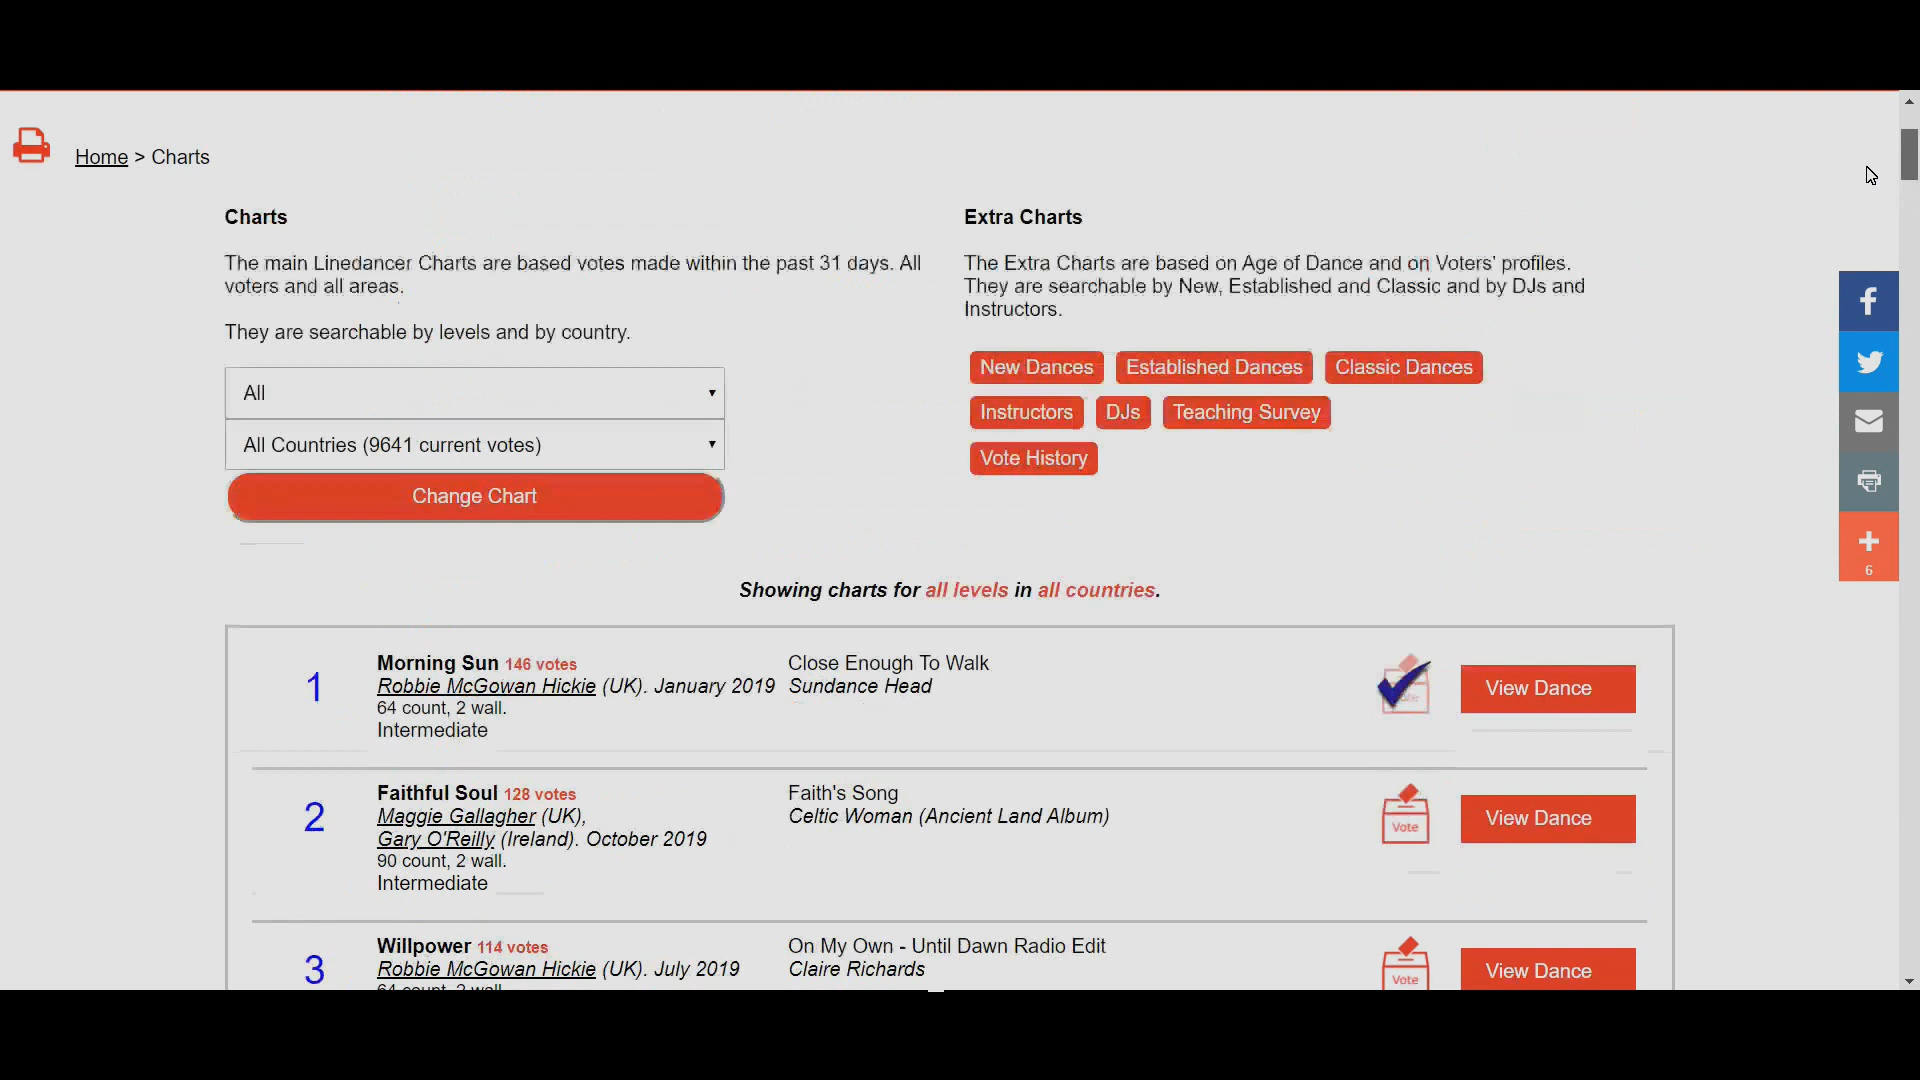 Home > Charts
Charts
The main Linedancer Charts are based votes made within the past 31 days. All
voters and all areas.
They are searchable by levels and by country.
All
All Countries (9641 current votes)
Change Chart
Extra Charts
The Extra Charts are based on Age of Dance and on Voters' profiles.
They are searchable by New, Established and Classic and by DJs and
Instructors.
New Dances Established Dances Classic Dances
Instructors DJs Teaching Survey
Vote History
6
Showing charts for all levels in all countries.
1
Morning Sun 146 votes
Robbie McGowan Hickie (UK). January 2019
64 count, 2 wall.
Intermediate
Close Enough To Walk
Sundance Head
View Dance
2
Faithful Soul 128 votes
Maggie Gallagher (UK),
Gary O'Reilly (Ireland). October 2019
90 count, 2 wall.
Intermediate
Faith's Song
Celtic Woman (Ancient Land Album)
Vote
View Dance
3
Willpower 114 votes
Robbie McGowan Hickie (UK). July 2019
64 count, 2 wall
On My Own - Until Dawn Radio Edit
Claire Richards
Vote
View Dance